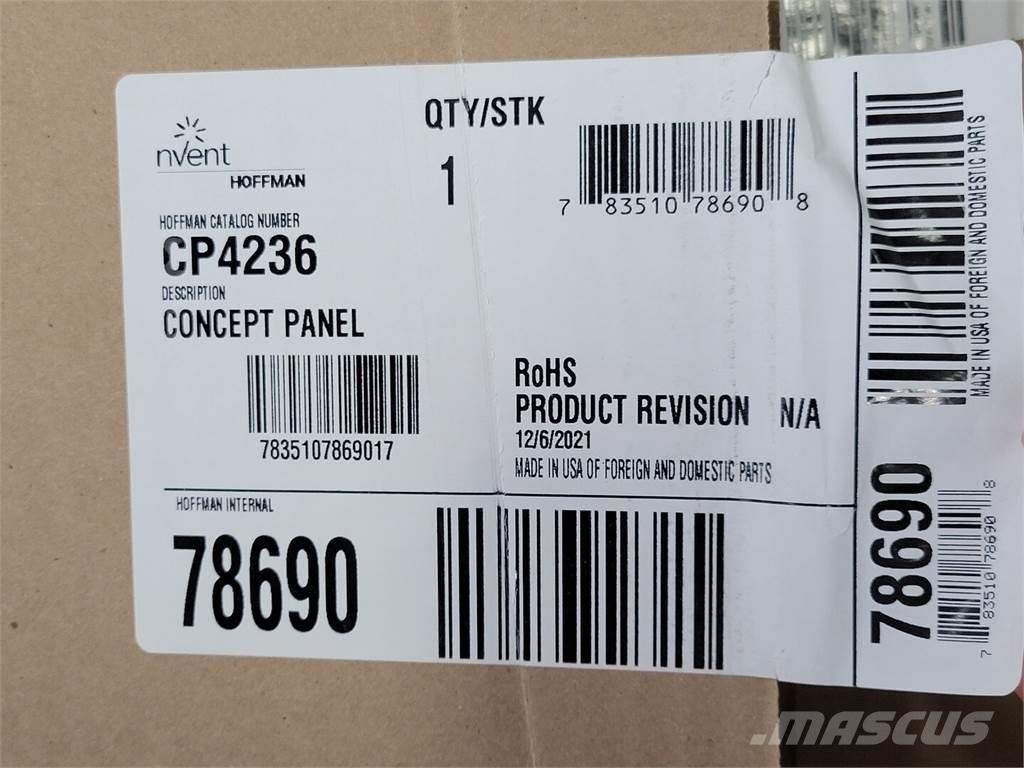 nVent
HOFFMAN
QTY/STK
1
7 83510 78690 8
HOFFMAN CATALOG NUMBER
CP4236
DESCRIPTION
CONCEPT PANEL
7835107869017
RoHS
PRODUCT REVISION N/A
12/6/2021
MADE IN USA OF FOREIGN AND DOMESTIC PARTS
HOFFMAN INTERNAL
78690
MADE IN USA OF FOREIGN AND DOMESTIC PARTS
78690
7 83510 78690 8
MASCUS